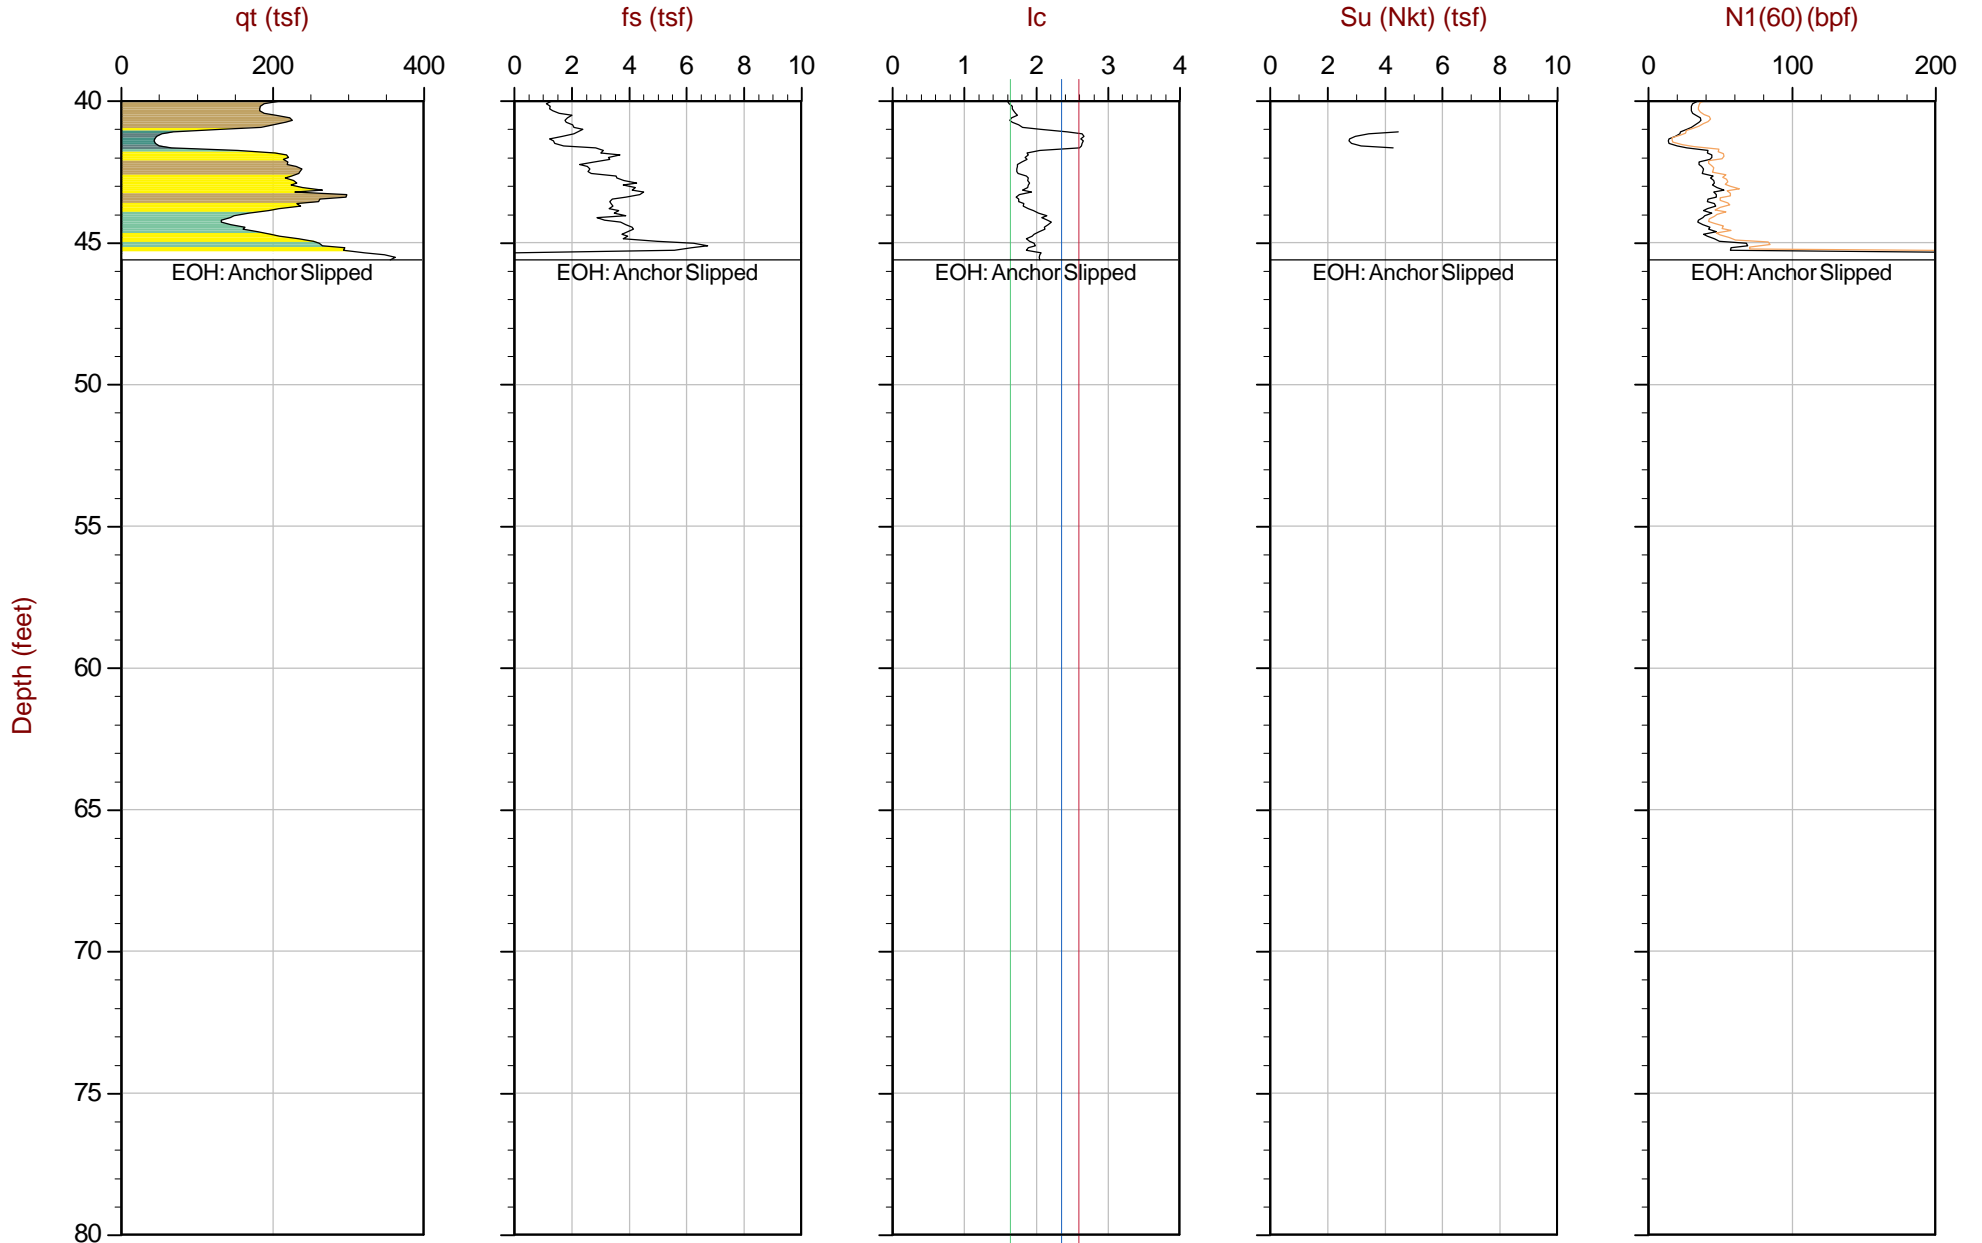 qt (tsf) fs (tsf) Ic Su (Nkt) (tsf) N1(60) (bpf)
0 200 400 0 2 4 6 8 10 0 1 2 3 4 0 2 4 6 8 10 0 100 200
40
45
EOH: Anchor Slipped EOH: Anchor Slipped EOH: Anchor Slipped EOH: Anchor Slipped EOH: Anchor Slipped
50
55
60
Depth (feet)
65
70
75
80